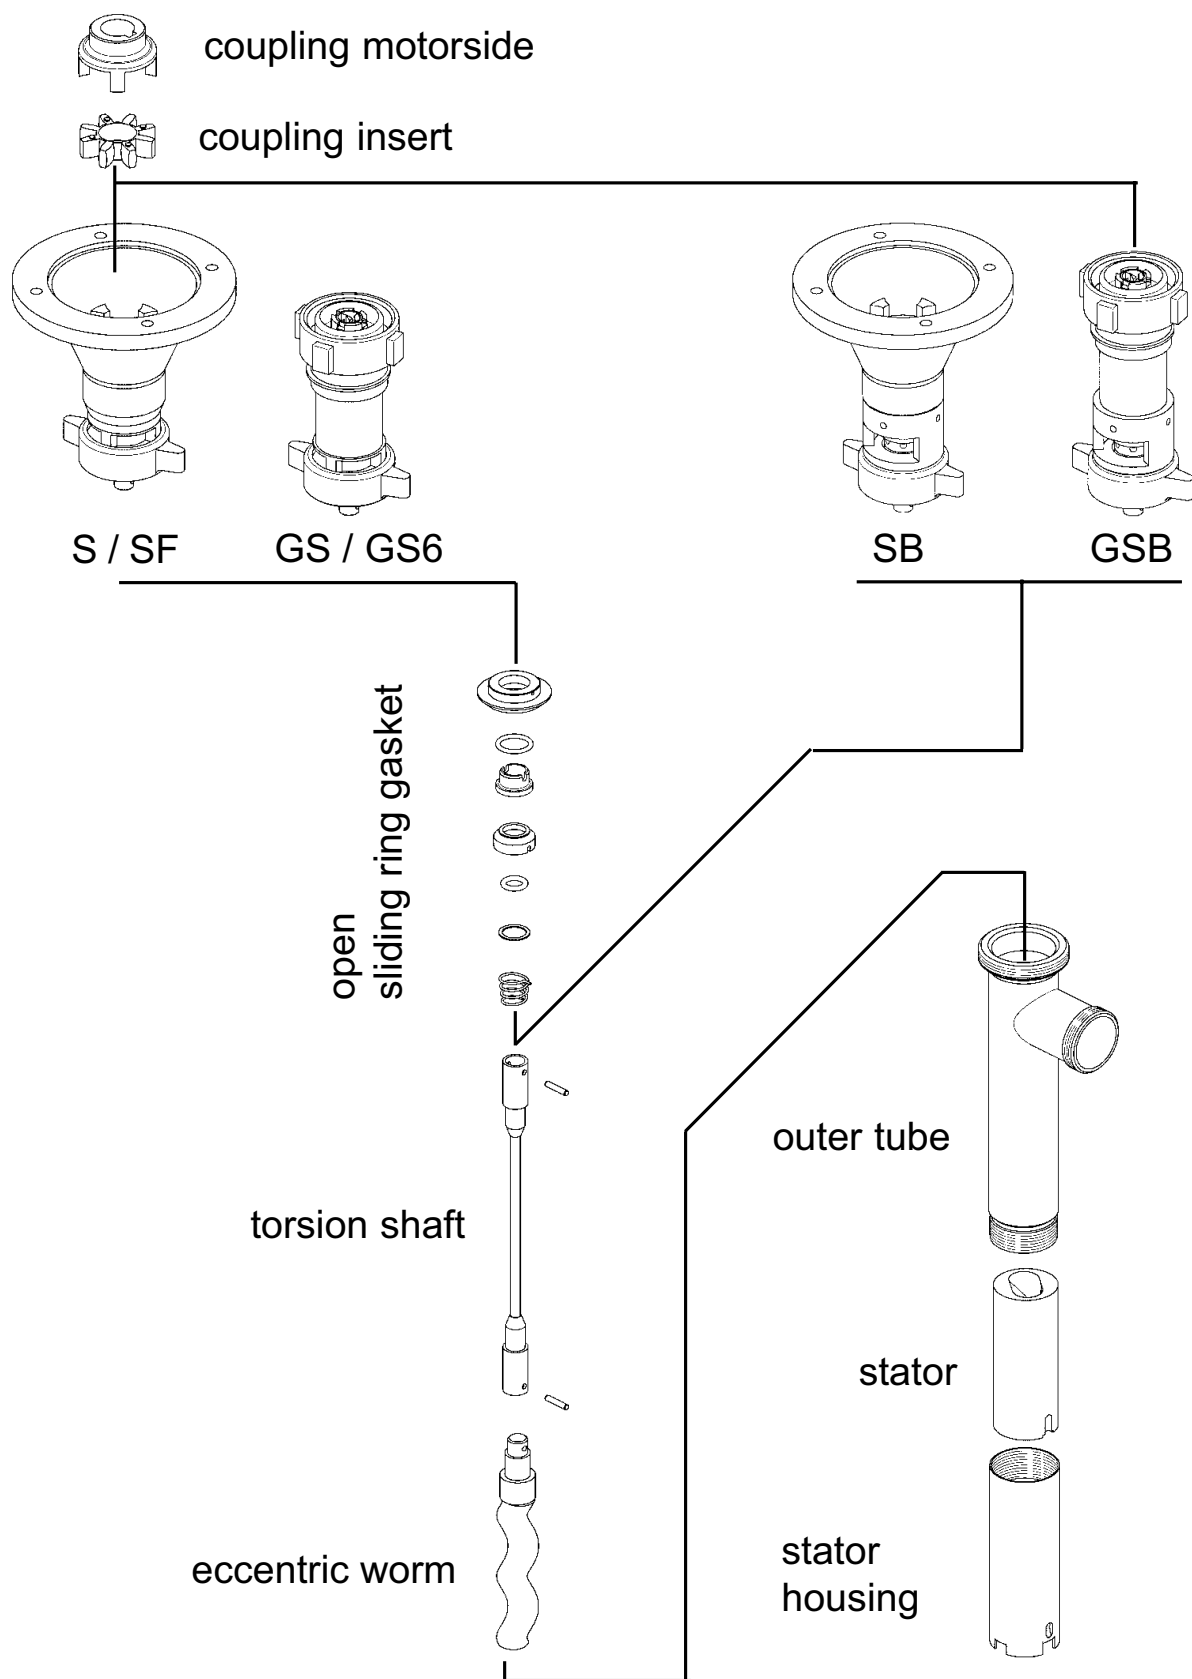 coupling motorside
coupling insert
S / SF
GS / GS6
SB
GSB
open
sliding ring gasket
outer tube
torsion shaft
stator
eccentric worm
stator
housing